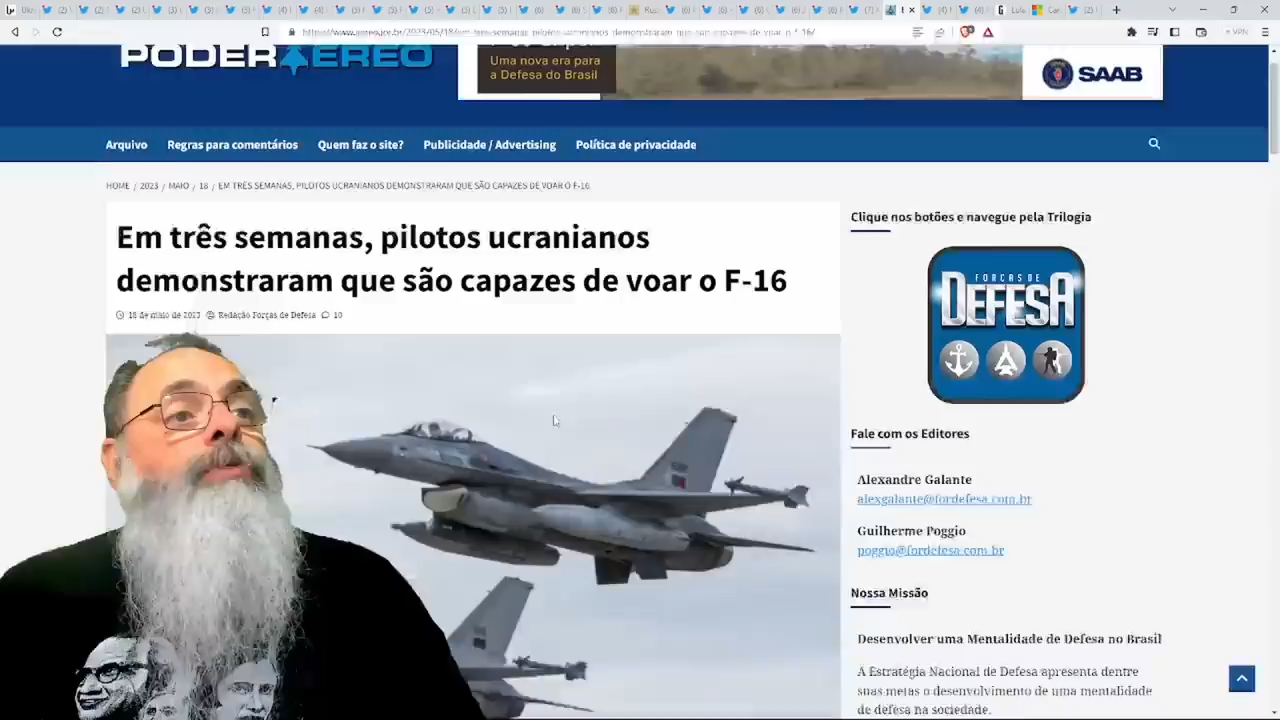 PODER AEREO
Uma nova era para
a Defesa do Brasil
SAAB
Arquivo
Regras para comentários
Quem faz o site?
Publicidade / Advertising
Política de privacidade
HOME / 2023 / MAIO / 18 / EM TRÊS SEMANAS, PILOTOS UCRANIANOS DEMONSTRARAM QUE SÃO CAPAZES DE VOAR O F-16
Em três semanas, pilotos ucranianos
demonstraram que são capazes de voar o F-16
18 de maio de 2023 Redação Forças de Defesa 10
Clique nos botões e navegue pela Trilogia
FORÇAS DE
DEFESA
Fale com os Editores
Alexandre Galante
alexgalante@fordefesa.com.br
Guilherme Poggio
poggio@fordefesa.com.br
Nossa Missão
Desenvolver uma Mentalidade de Defesa no Brasil
A Estratégia Nacional de Defesa apresenta dentre
suas metas o desenvolvimento de uma mentalidade
de defesa na sociedade.